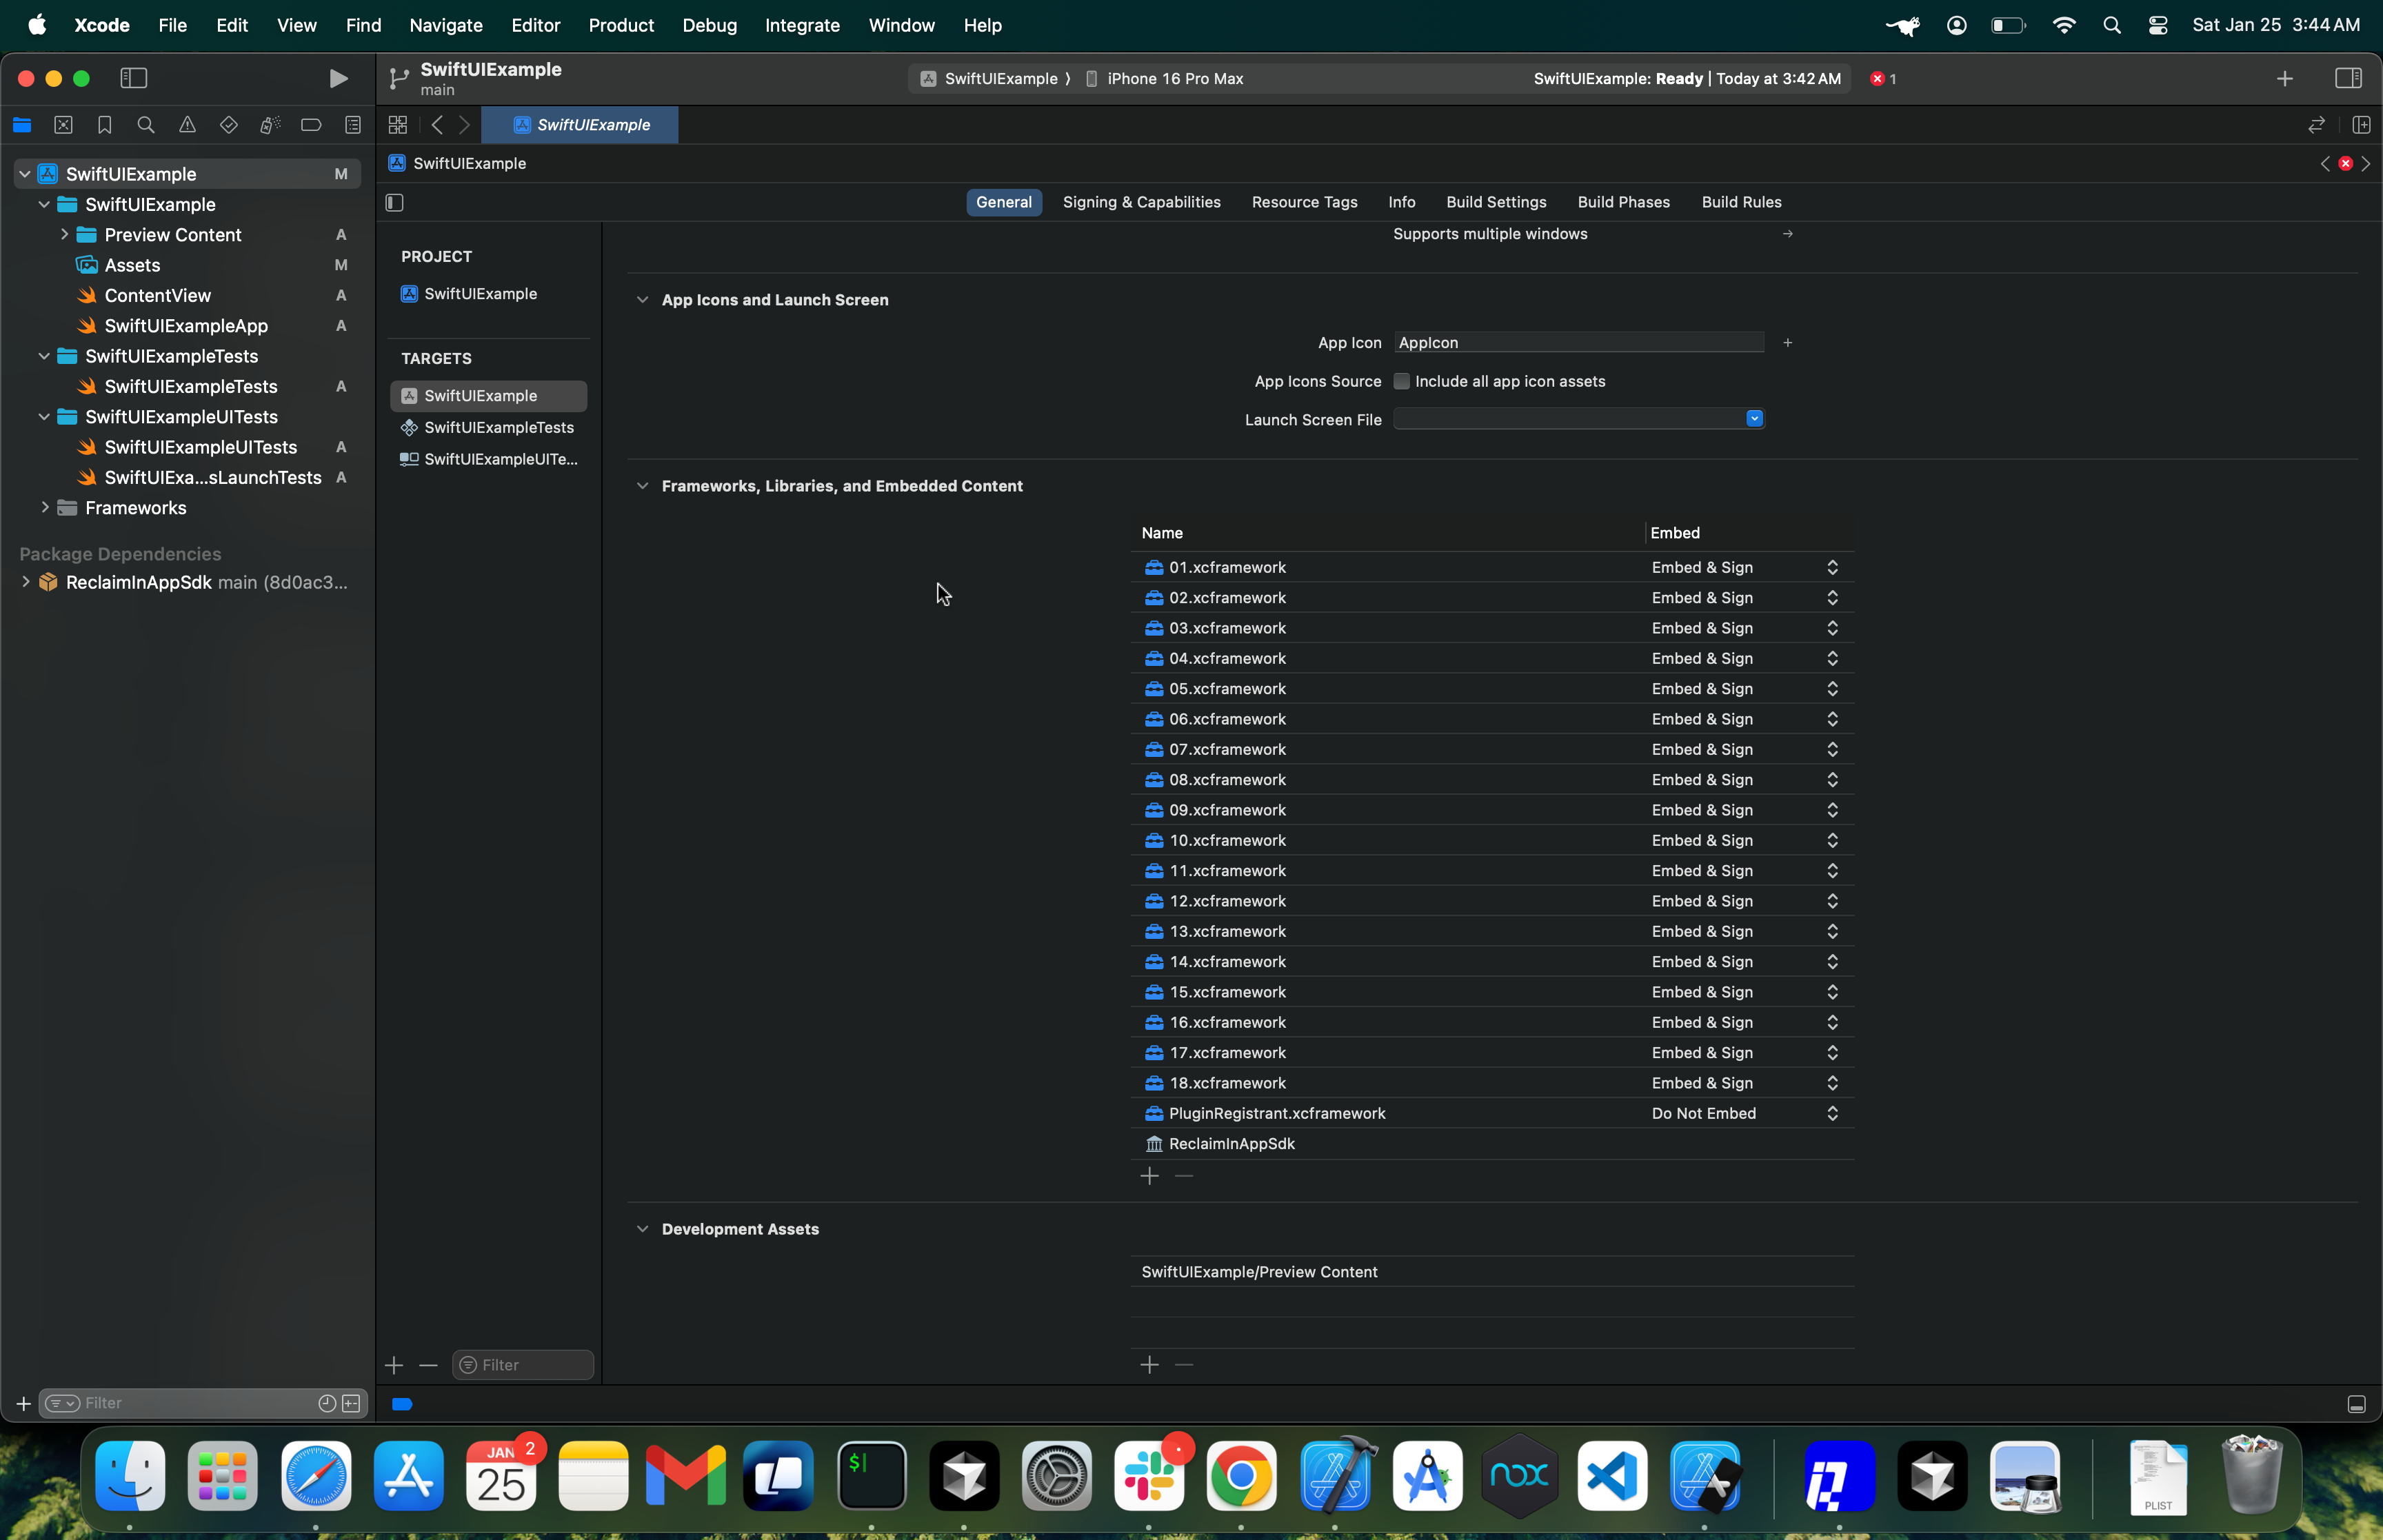 Xcode File Edit View Find Navigate Editor Product Debug Integrate Window Help Sat Jan 25 3:44 AM
SwiftUIExample
main
SwiftUIExample ⟩ iPhone 16 Pro Max SwiftUIExample: Ready | Today at 3:42 AM 1
SwiftUIExample
SwiftUIExample
General Signing & Capabilities Resource Tags Info Build Settings Build Phases Build Rules
SwiftUIExample M
SwiftUIExample
Preview Content A
Assets M
ContentView A
SwiftUIExampleApp A
SwiftUIExampleTests
SwiftUIExampleTests A
SwiftUIExampleUITests
SwiftUIExampleUITests A
SwiftUIExa...sLaunchTests A
Frameworks
Package Dependencies
ReclaimInAppSdk main (8d0ac3...
Filter
PROJECT
SwiftUIExample
TARGETS
SwiftUIExample
SwiftUIExampleTests
SwiftUIExampleUITe...
Filter
Supports multiple windows
App Icons and Launch Screen
App Icon AppIcon
App Icons Source Include all app icon assets
Launch Screen File
Frameworks, Libraries, and Embedded Content
Name Embed
01.xcframework Embed & Sign
02.xcframework Embed & Sign
03.xcframework Embed & Sign
04.xcframework Embed & Sign
05.xcframework Embed & Sign
06.xcframework Embed & Sign
07.xcframework Embed & Sign
08.xcframework Embed & Sign
09.xcframework Embed & Sign
10.xcframework Embed & Sign
11.xcframework Embed & Sign
12.xcframework Embed & Sign
13.xcframework Embed & Sign
14.xcframework Embed & Sign
15.xcframework Embed & Sign
16.xcframework Embed & Sign
17.xcframework Embed & Sign
18.xcframework Embed & Sign
PluginRegistrant.xcframework Do Not Embed
ReclaimInAppSdk
Development Assets
SwiftUIExample/Preview Content
JAN 2
25
$
nox
PLIST